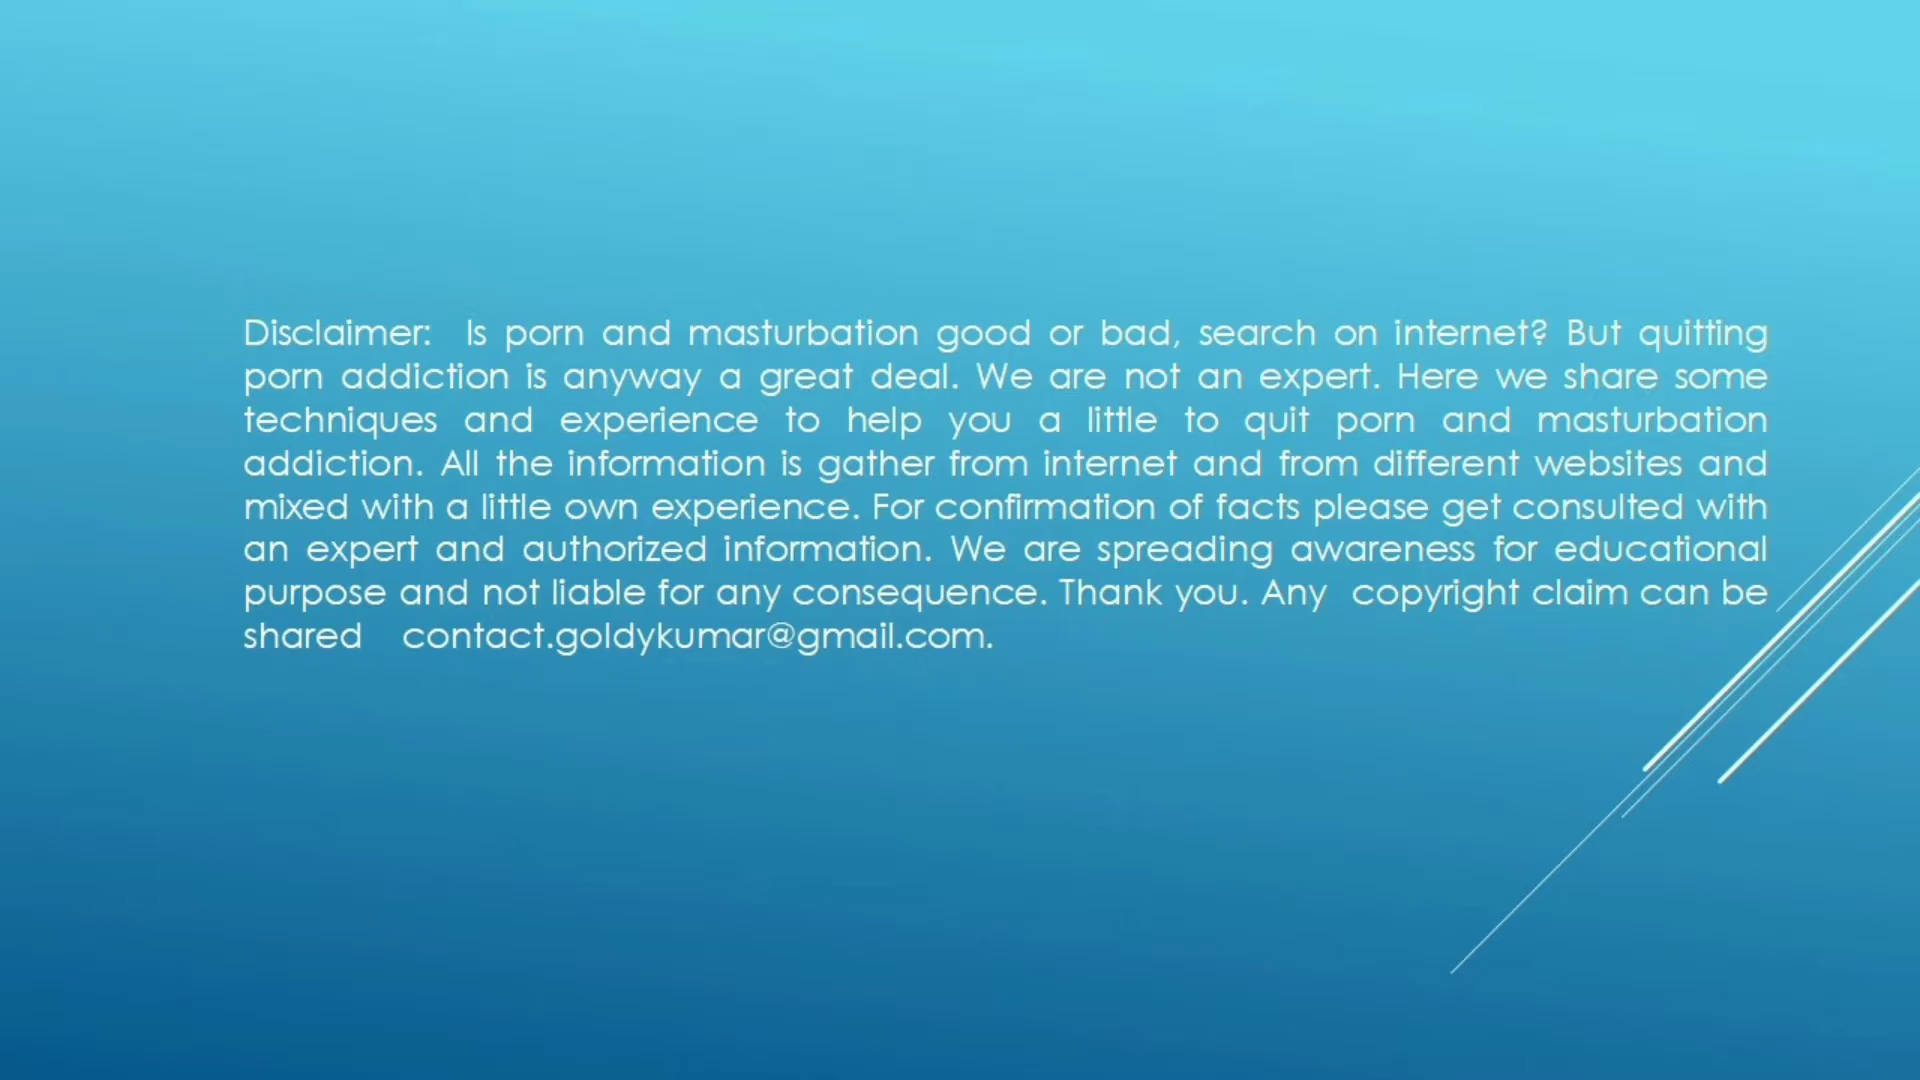 Disclaimer: Is porn and masturbation good or bad, search on internet? But quitting
porn addiction is anyway a great deal. We are not an expert. Here we share some
techniques and experience to help you a little to quit porn and masturbation
addiction. All the information is gather from internet and from different websites and
mixed with a little own experience. For confirmation of facts please get consulted with
an expert and authorized information. We are spreading awareness for educational
purpose and not liable for any consequence. Thank you. Any copyright claim can be
shared contact.goldykumar@gmail.com.